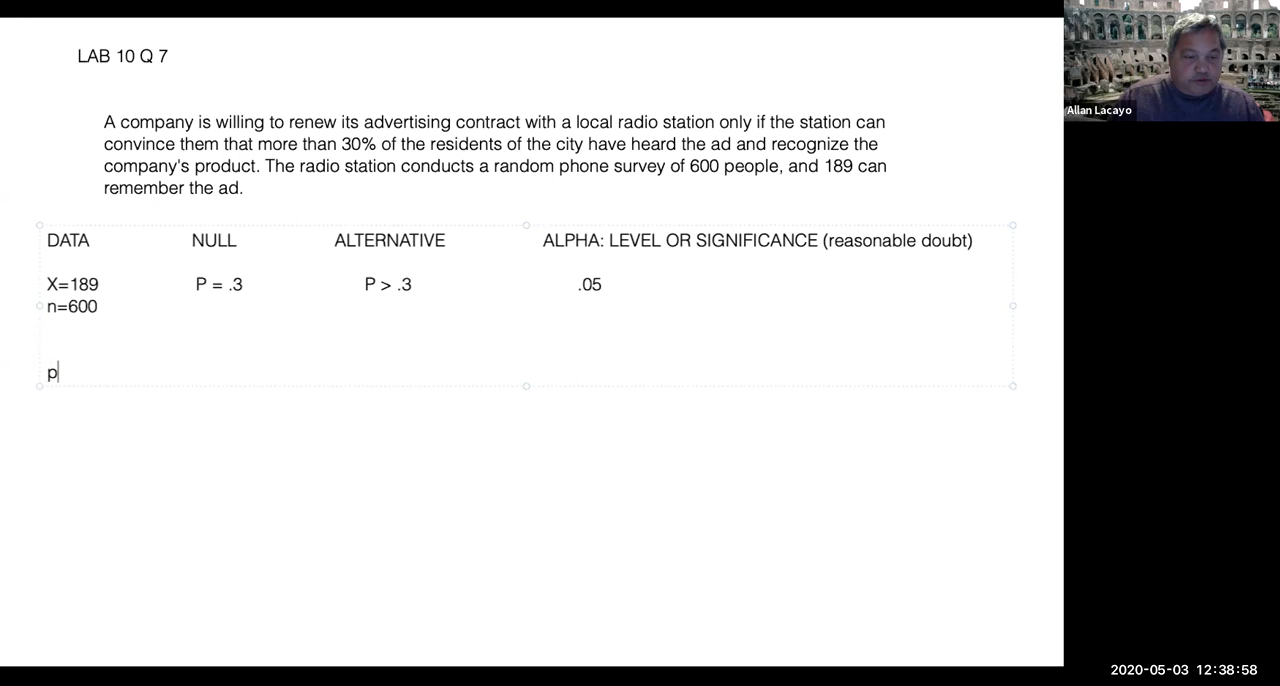 LAB 10 Q 7
A company is willing to renew its advertising contract with a local radio station only if the station can
convince them that more than 30% of the residents of the city have heard the ad and recognize the
company's product. The radio station conducts a random phone survey of 600 people, and 189 can
remember the ad.
DATA NULL ALTERNATIVE ALPHA: LEVEL OR SIGNIFICANCE (reasonable doubt)
X=189 P = .3 P > .3 .05
n=600
p
Allan Lacayo
2020-05-03 12:38:58